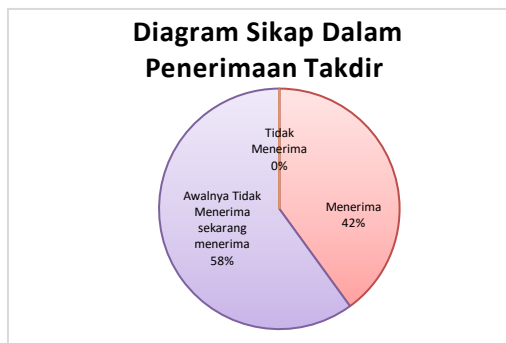 Diagram Sikap Dalam
Penerimaan Takdir
Tidak
Menerima
0%
Awalnya Tidak
Menerima
sekarang
menerima
58%
Menerima
42%